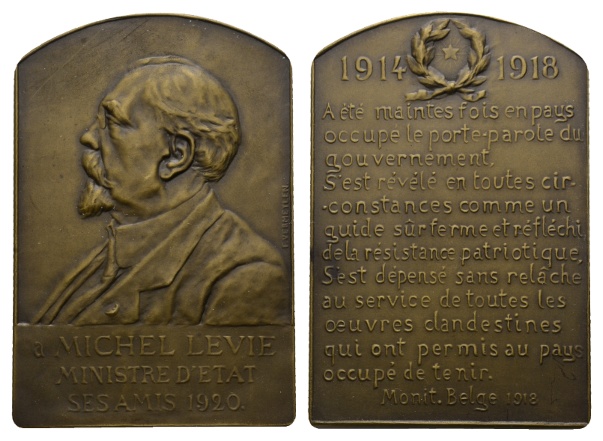 E. VERMEYLEN
a MICHEL LEVIE
MINISTRE D'ETAT
SES AMIS 1920.
1914 1918
A été maintes fois en pays
occupé le porte-parole du
gouvernement,
S'est révélé en toutes cir-
-constances comme un
guide sûr ferme et réfléchi
de la résistance patriotique,
S'est dépensé sans relâche
au service de toutes les
œuvres clandestines
qui ont permis au pays
occupé de tenir.
Monit. Belge 1918